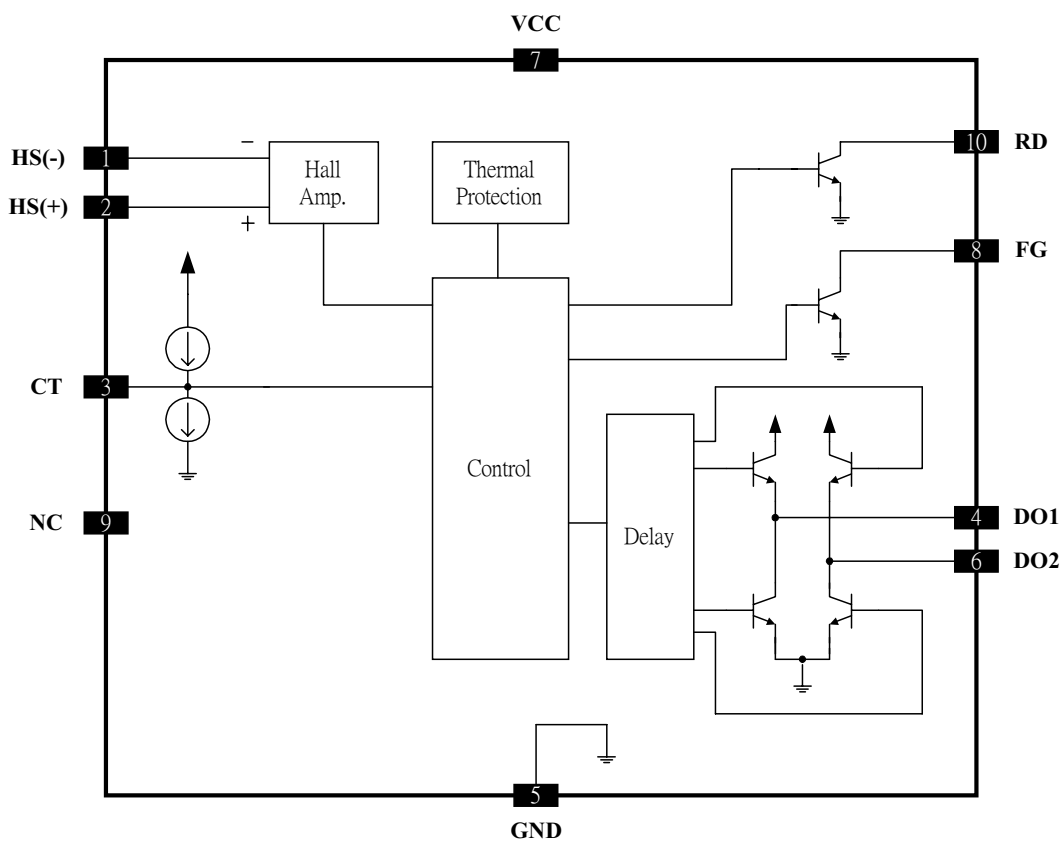 VCC
7
HS(-)
1
−
Hall
Amp.
Thermal
Protection
10
RD
HS(+)
2
+
8
FG
CT
3
Control
NC
9
Delay
4
DO1
6
DO2
5
GND